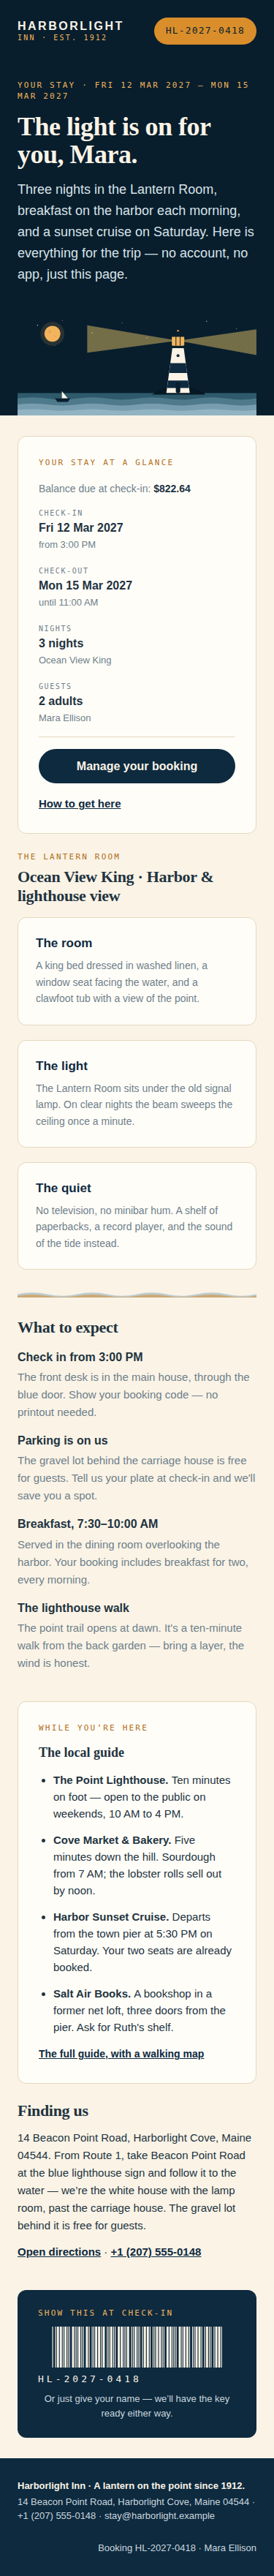 HARBORLIGHT
INN · EST. 1912
HL-2027-0418
YOUR STAY · FRI 12 MAR 2027 — MON 15
MAR 2027
The light is on for
you, Mara.
Three nights in the Lantern Room,
breakfast on the harbor each morning,
and a sunset cruise on Saturday. Here is
everything for the trip — no account, no
app, just this page.
YOUR STAY AT A GLANCE
Balance due at check-in: $822.64
CHECK-IN
Fri 12 Mar 2027
from 3:00 PM
CHECK-OUT
Mon 15 Mar 2027
until 11:00 AM
NIGHTS
3 nights
Ocean View King
GUESTS
2 adults
Mara Ellison
Manage your booking
How to get here
THE LANTERN ROOM
Ocean View King · Harbor &
lighthouse view
The room
A king bed dressed in washed linen, a
window seat facing the water, and a
clawfoot tub with a view of the point.
The light
The Lantern Room sits under the old signal
lamp. On clear nights the beam sweeps the
ceiling once a minute.
The quiet
No television, no minibar hum. A shelf of
paperbacks, a record player, and the sound
of the tide instead.
What to expect
Check in from 3:00 PM
The front desk is in the main house, through the
blue door. Show your booking code — no
printout needed.
Parking is on us
The gravel lot behind the carriage house is free
for guests. Tell us your plate at check-in and we'll
save you a spot.
Breakfast, 7:30–10:00 AM
Served in the dining room overlooking the
harbor. Your booking includes breakfast for two,
every morning.
The lighthouse walk
The point trail opens at dawn. It's a ten-minute
walk from the back garden — bring a layer, the
wind is honest.
WHILE YOU'RE HERE
The local guide
• The Point Lighthouse. Ten minutes
on foot — open to the public on
weekends, 10 AM to 4 PM.
• Cove Market & Bakery. Five
minutes down the hill. Sourdough
from 7 AM; the lobster rolls sell out
by noon.
• Harbor Sunset Cruise. Departs
from the town pier at 5:30 PM on
Saturday. Your two seats are already
booked.
• Salt Air Books. A bookshop in a
former net loft, three doors from the
pier. Ask for Ruth's shelf.
The full guide, with a walking map
Finding us
14 Beacon Point Road, Harborlight Cove, Maine
04544. From Route 1, take Beacon Point Road
at the blue lighthouse sign and follow it to the
water — we're the white house with the lamp
room, past the carriage house. The gravel lot
behind it is free for guests.
Open directions · +1 (207) 555-0148
SHOW THIS AT CHECK-IN
HL-2027-0418
Or just your name — we'll have the key
ready either way.
Harborlight Inn · A lantern on the point since 1912.
14 Beacon Point Road, Harborlight Cove, Maine 04544 ·
+1 (207) 555-0148 · stay@harborlight.example
Booking HL-2027-0418 · Mara Ellison